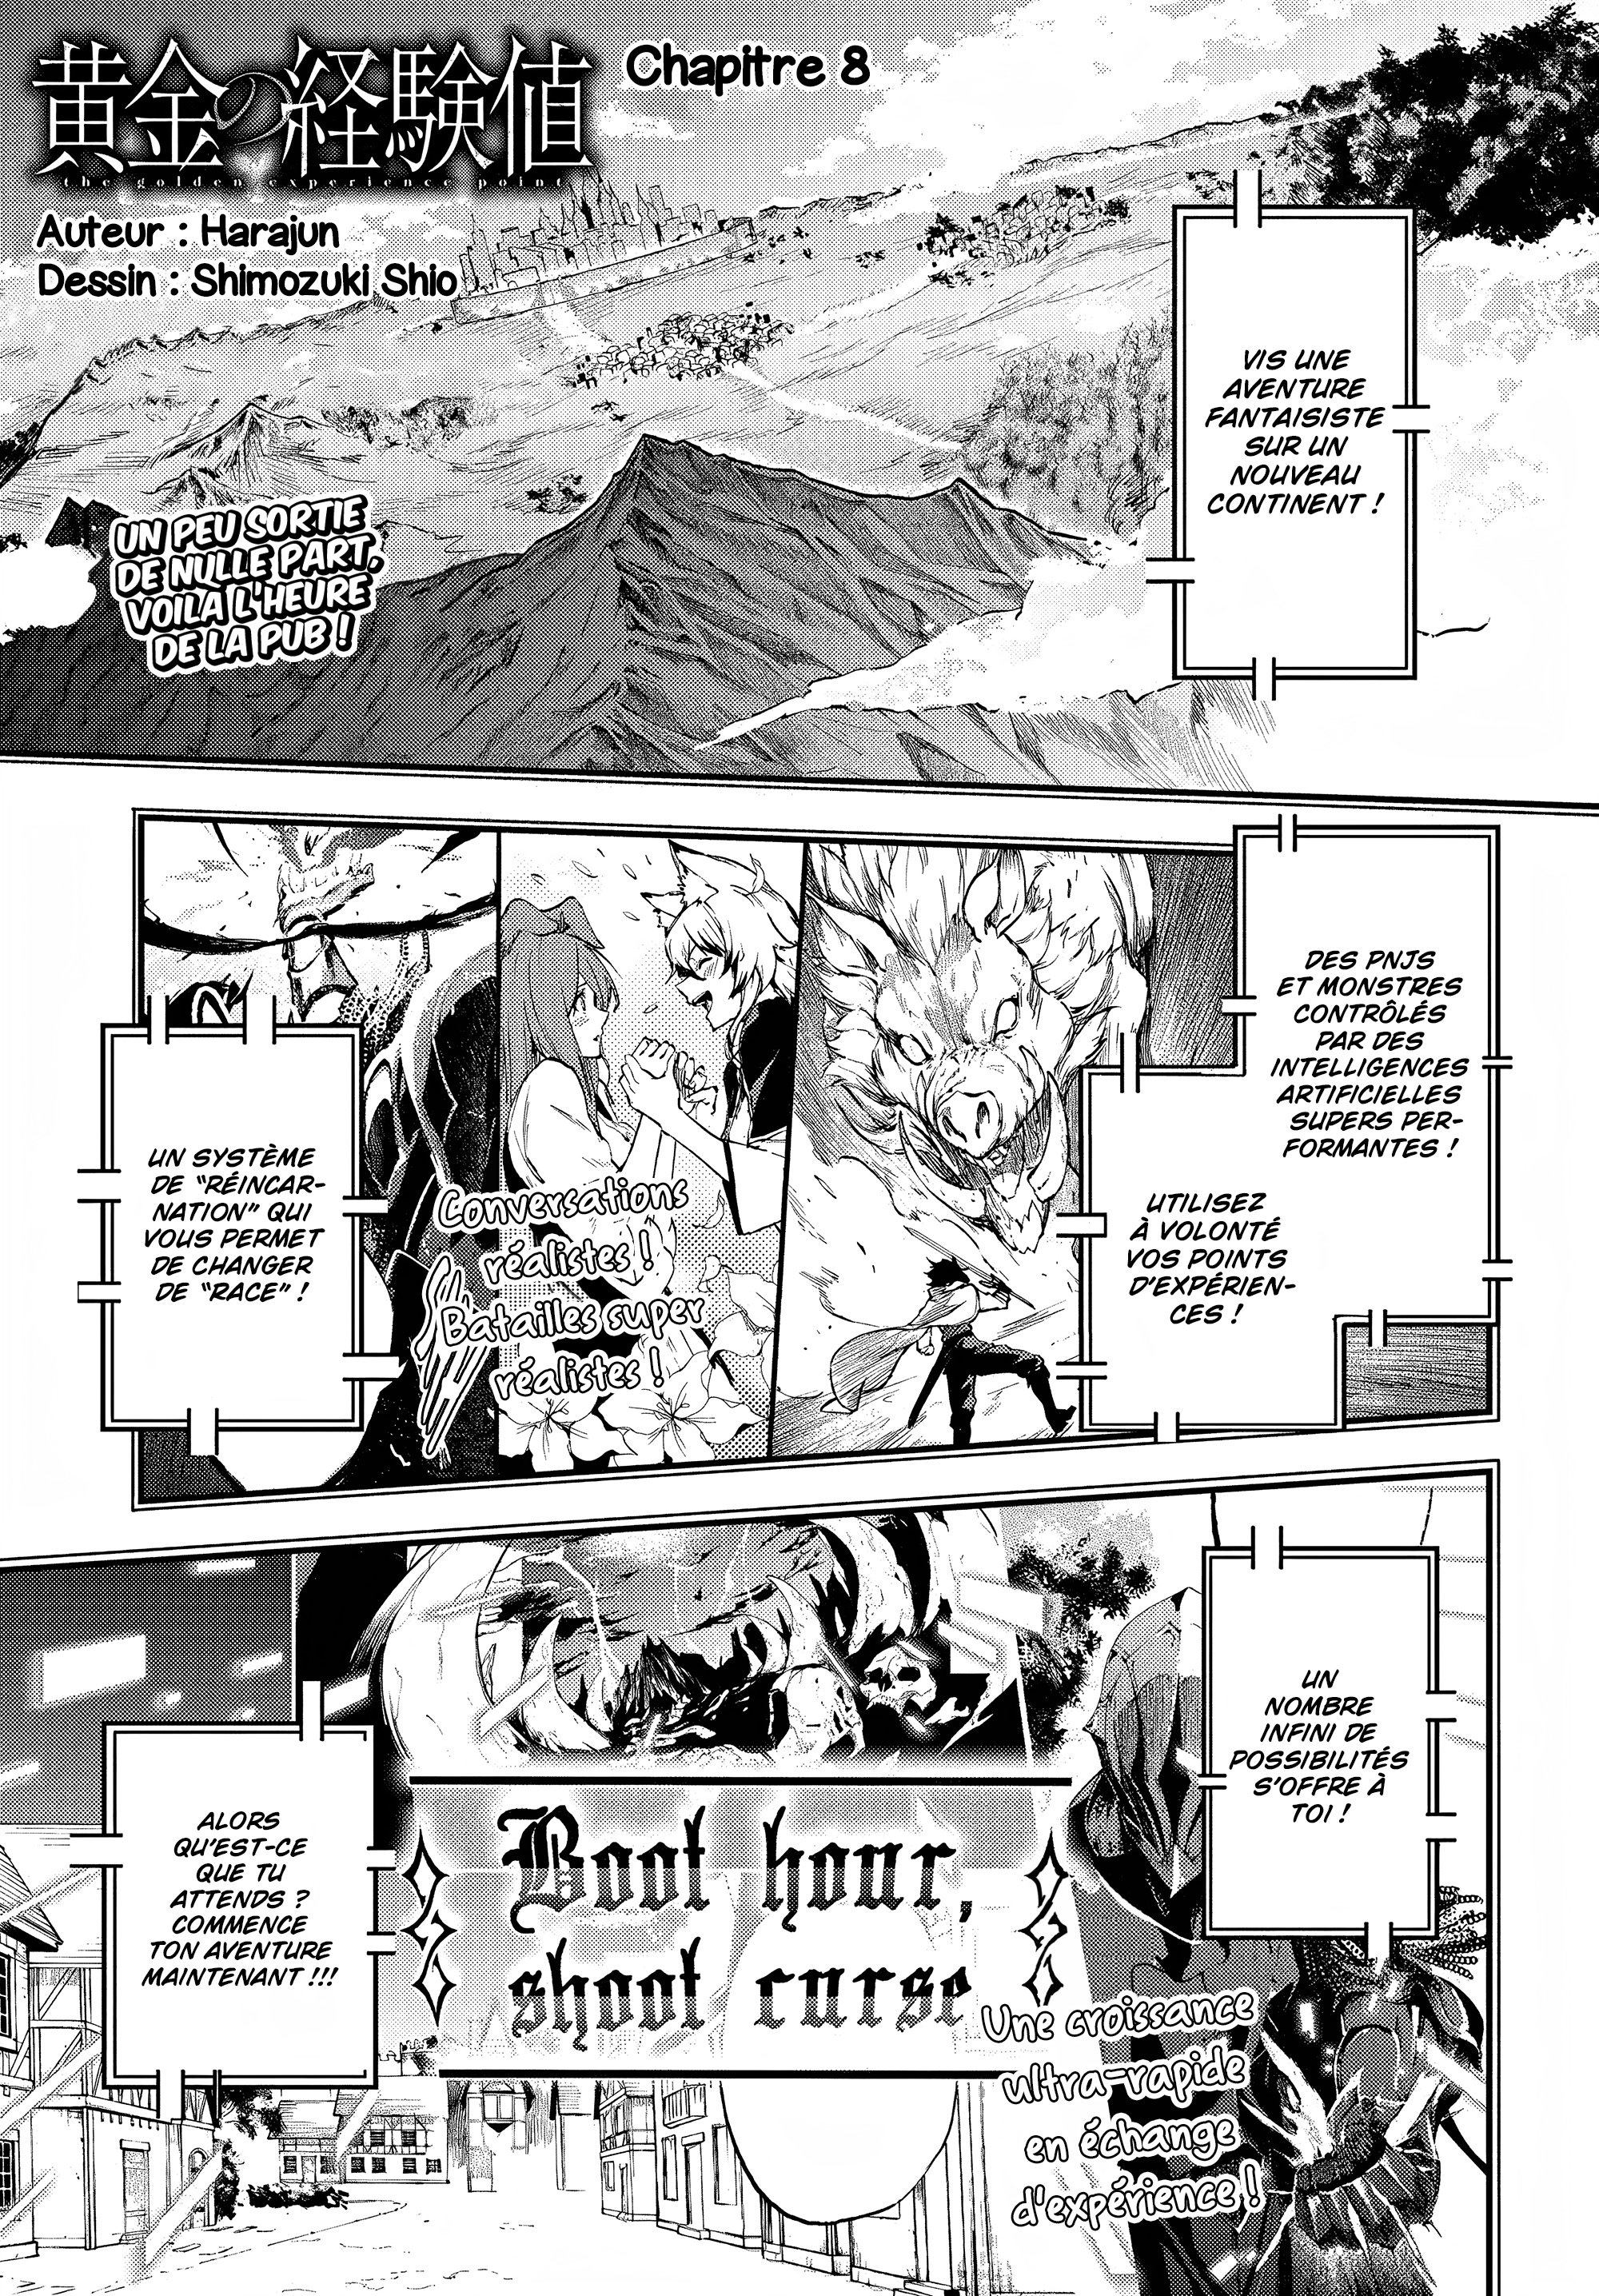 黄金の経験値
the golden experience point
Chapitre 8
Auteur : Harajun
Dessin : Shimozuki Shio
VIS UNE
AVENTURE
FANTAISISTE
SUR UN
NOUVEAU
CONTINENT !
UN PEU SORTIE
DE NULLE PART,
VOILA L'HEURE
DE LA PUB !
DES PNJS
ET MONSTRES
CONTRÔLÉS
PAR DES
INTELLIGENCES
ARTIFICIELLES
SUPERS PER-
FORMANTES !
UTILISEZ
À VOLONTÉ
VOS POINTS
D'EXPÉRIEN-
CES !
Conversations
réalistes !
Batailles super
réalistes !
UN SYSTÈME
DE "RÉINCAR-
NATION" QUI
VOUS PERMET
DE CHANGER
DE "RACE" !
UN
NOMBRE
INFINI DE
POSSIBILITÉS
S'OFFRE À
TOI !
Boot hour,
shoot curse
Une croissance
ultra-rapide
en échange
d'expérience !
ALORS
QU'EST-CE
QUE TU
ATTENDS ?
COMMENCE
TON AVENTURE
MAINTENANT !!!